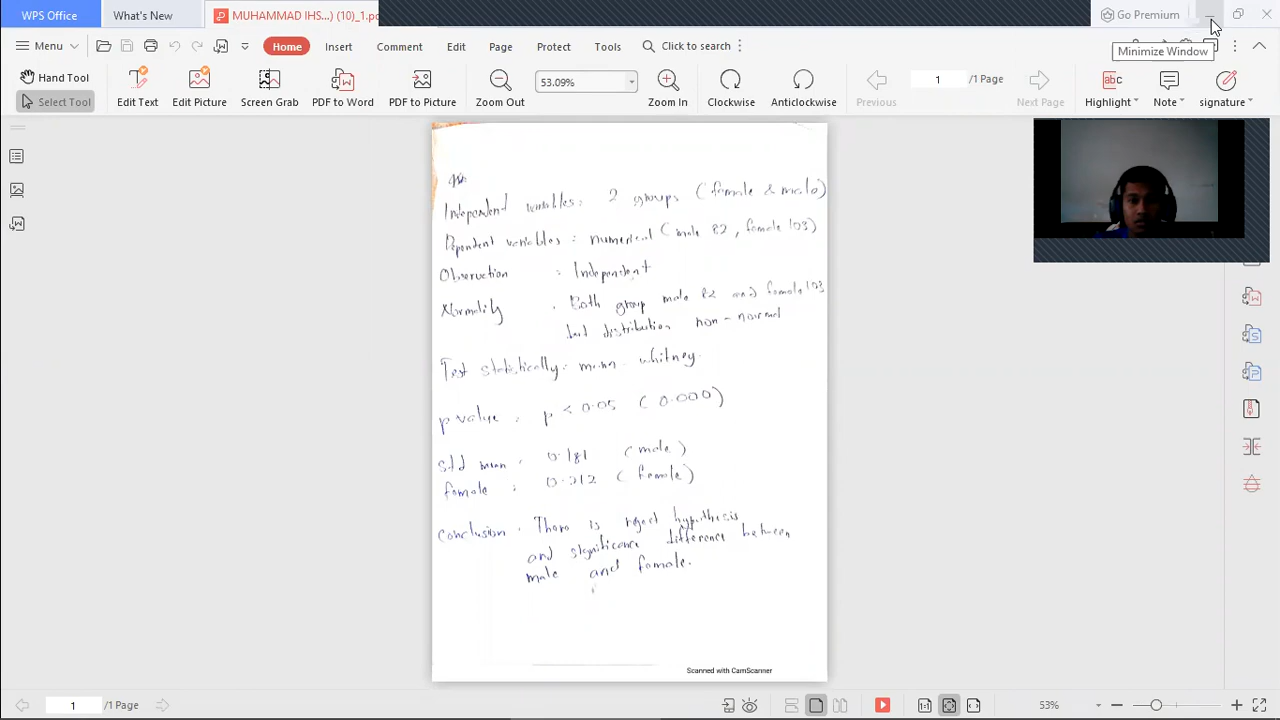 WPS Office
What's New
MUHAMMAD IHS...) (10)_1.pd
Go Premium
Menu
Home
Insert
Comment
Edit
Page
Protect
Tools
Click to search
Minimize Window
Hand Tool
Select Tool
Edit Text
Edit Picture
Screen Grab
PDF to Word
PDF to Picture
Zoom Out
53.09%
Zoom In
Clockwise
Anticlockwise
Previous
1
/1 Page
Next Page
Highlight
Note
signature
Independent variables: 2 groups (female & male)
Dependent variables : numerical (male 82, female 103)
Observation : Independent
Normality : Both group male 82 and female 103
distribution non-normal
Test statistically: mann-whitney.
p value : p < 0.05 (0.000)
std mean : 0.181 (male)
female : 0.212 (female)
Conclusion : There is reject hypothesis
and significance difference between
male and female.
Scanned with CamScanner
1
/1 Page
53%